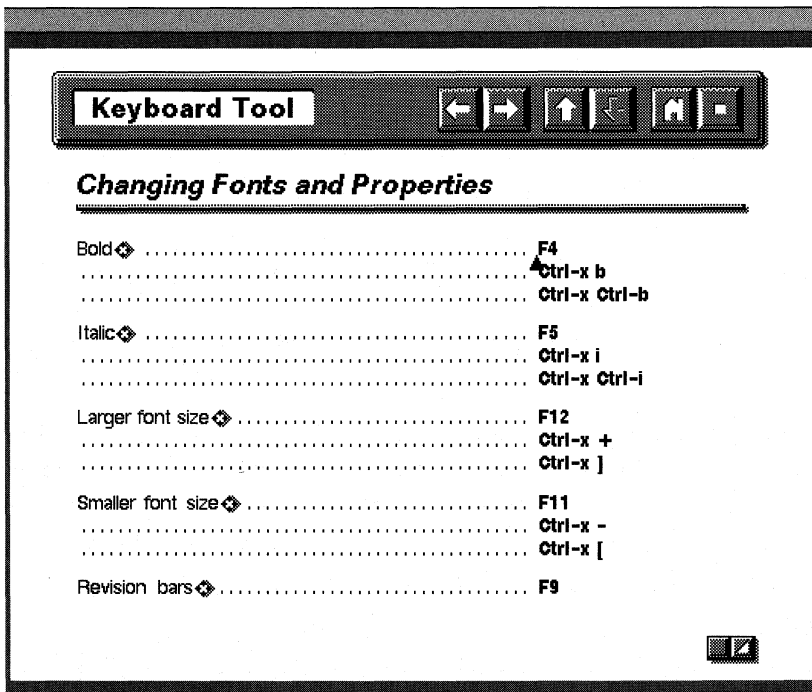 Keyboard Tool
Changing Fonts and Properties
Bold ........................................ F4
........................................ Ctrl-x b
........................................ Ctrl-x Ctrl-b
Italic ........................................ F5
........................................ Ctrl-x i
........................................ Ctrl-x Ctrl-i
Larger font size ........................................ F12
........................................ Ctrl-x +
........................................ Ctrl-x ]
Smaller font size ........................................ F11
........................................ Ctrl-x -
........................................ Ctrl-x [
Revision bars ........................................ F9